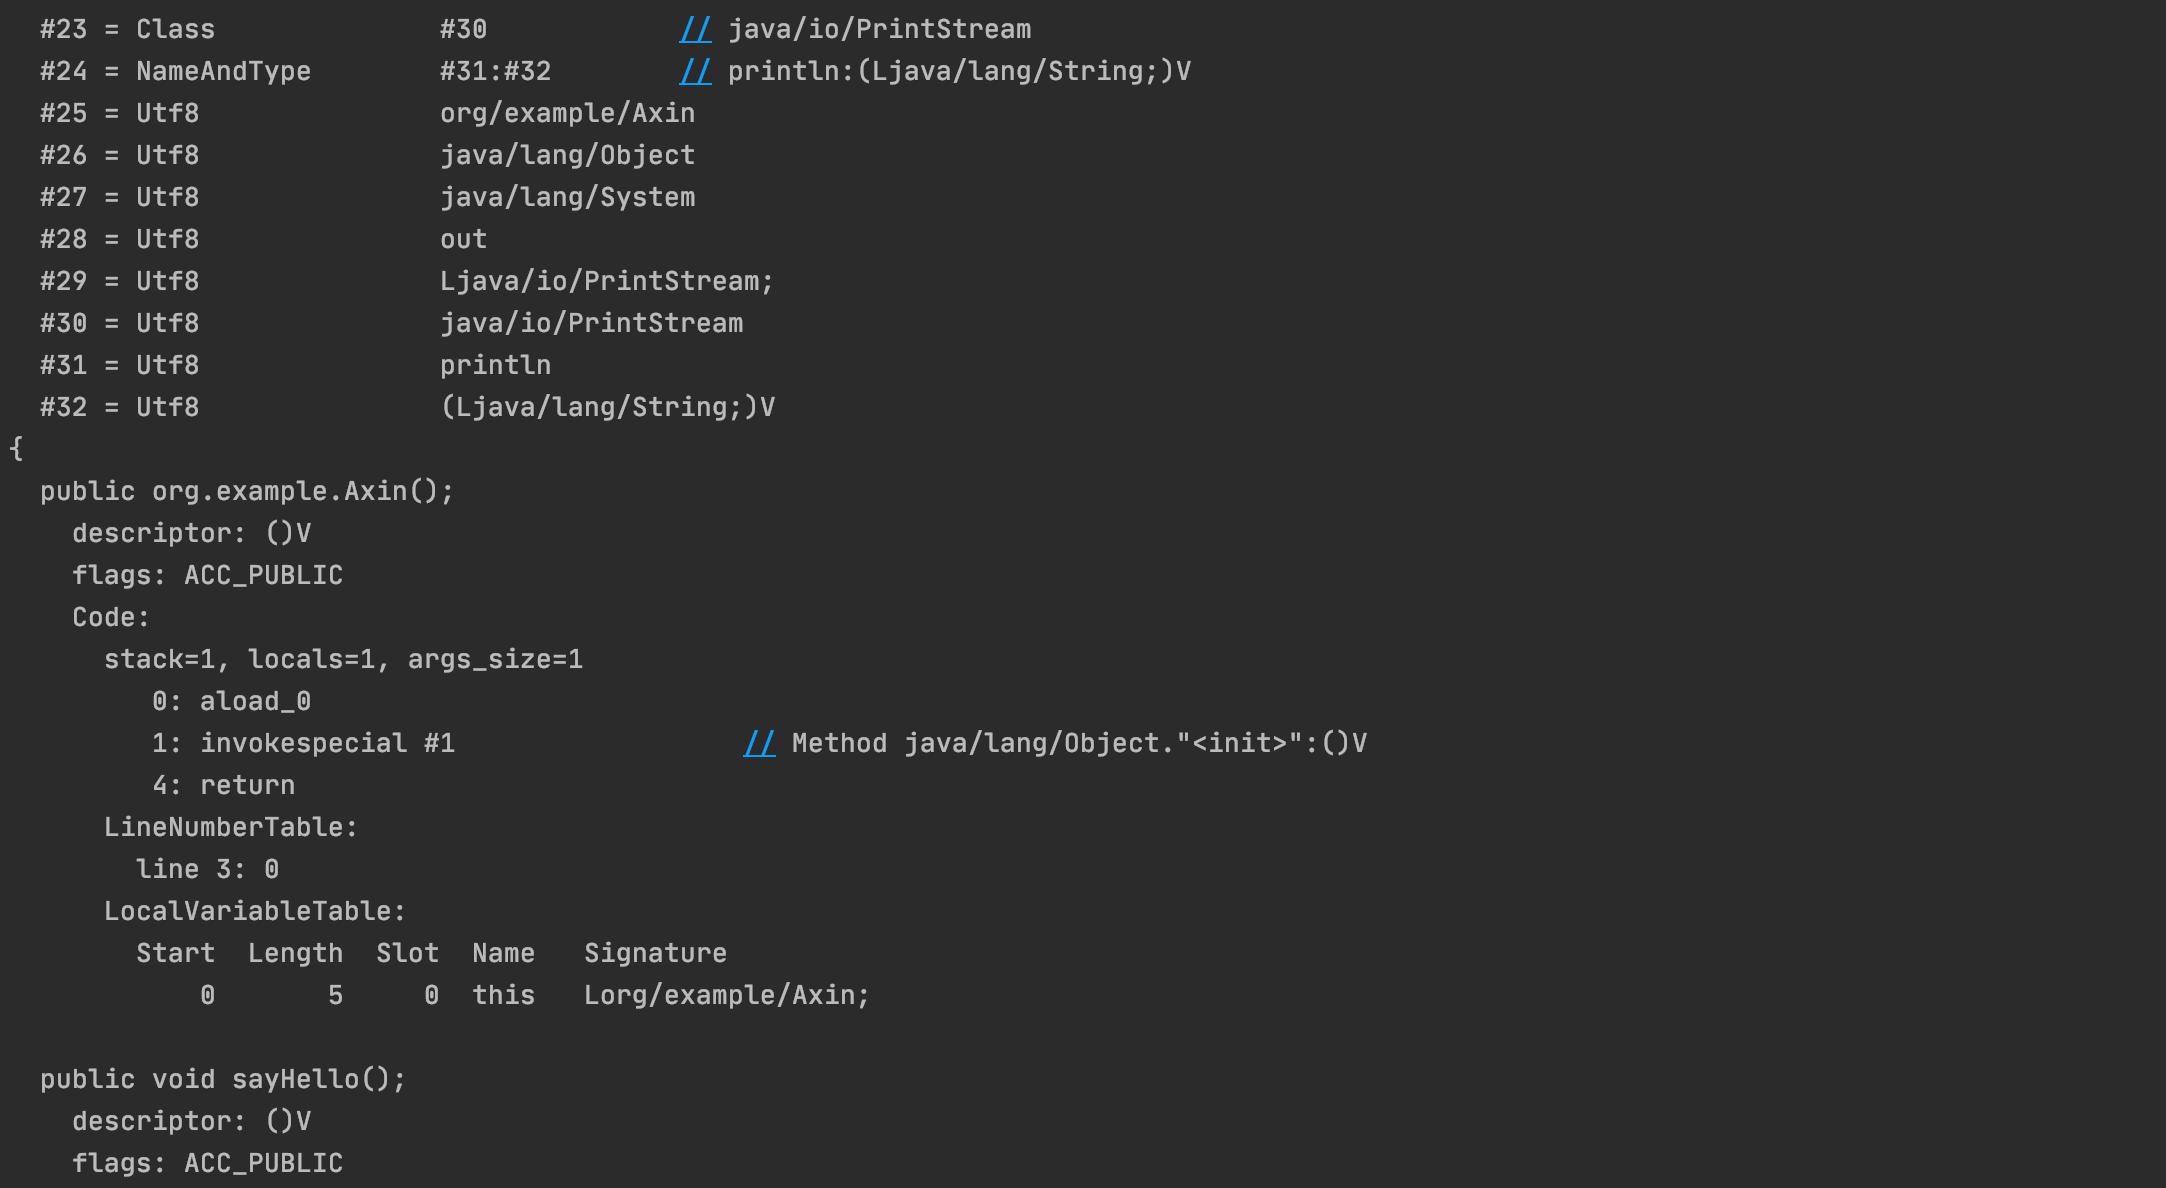 #23 = Class               #30            // java/io/PrintStream
#24 = NameAndType         #31:#32        // println:(Ljava/lang/String;)V
#25 = Utf8               org/example/Axin
#26 = Utf8               java/lang/Object
#27 = Utf8               java/lang/System
#28 = Utf8               out
#29 = Utf8               Ljava/io/PrintStream;
#30 = Utf8               java/io/PrintStream
#31 = Utf8               println
#32 = Utf8               (Ljava/lang/String;)V
{
public org.example.Axin();
descriptor: ()V
flags: ACC_PUBLIC
Code:
stack=1, locals=1, args_size=1
0: aload_0
1: invokespecial #1                  // Method java/lang/Object."<init>":()V
4: return
LineNumberTable:
line 3: 0
LocalVariableTable:
Start  Length  Slot  Name   Signature
0       5     0  this   Lorg/example/Axin;
public void sayHello();
descriptor: ()V
flags: ACC_PUBLIC